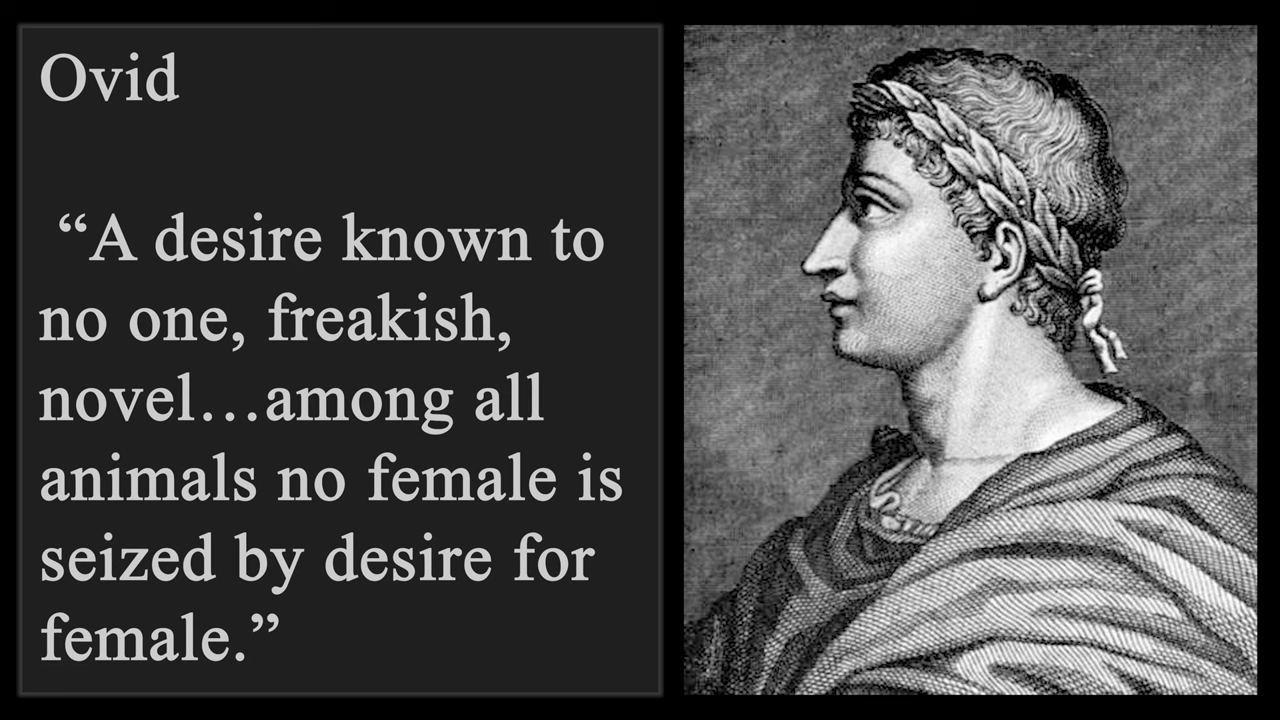 Ovid
“A desire known to
no one, freakish,
novel…among all
animals no female is
seized by desire for
female.”